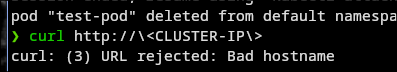 pod "test-pod" deleted from default namespa
❯ curl http://\<CLUSTER-IP\>
curl: (3) URL rejected: Bad hostname